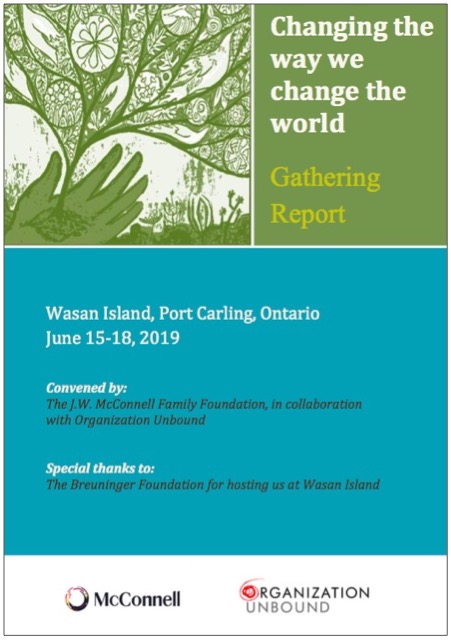 Changing the
way we
change the
world
Gathering
Report
Wasan Island, Port Carling, Ontario
June 15-18, 2019
Convened by:
The J.W. McConnell Family Foundation, in collaboration
with Organization Unbound
Special thanks to:
The Breuninger Foundation for hosting us at Wasan Island
McConnell
ORGANIZATION
UNBOUND